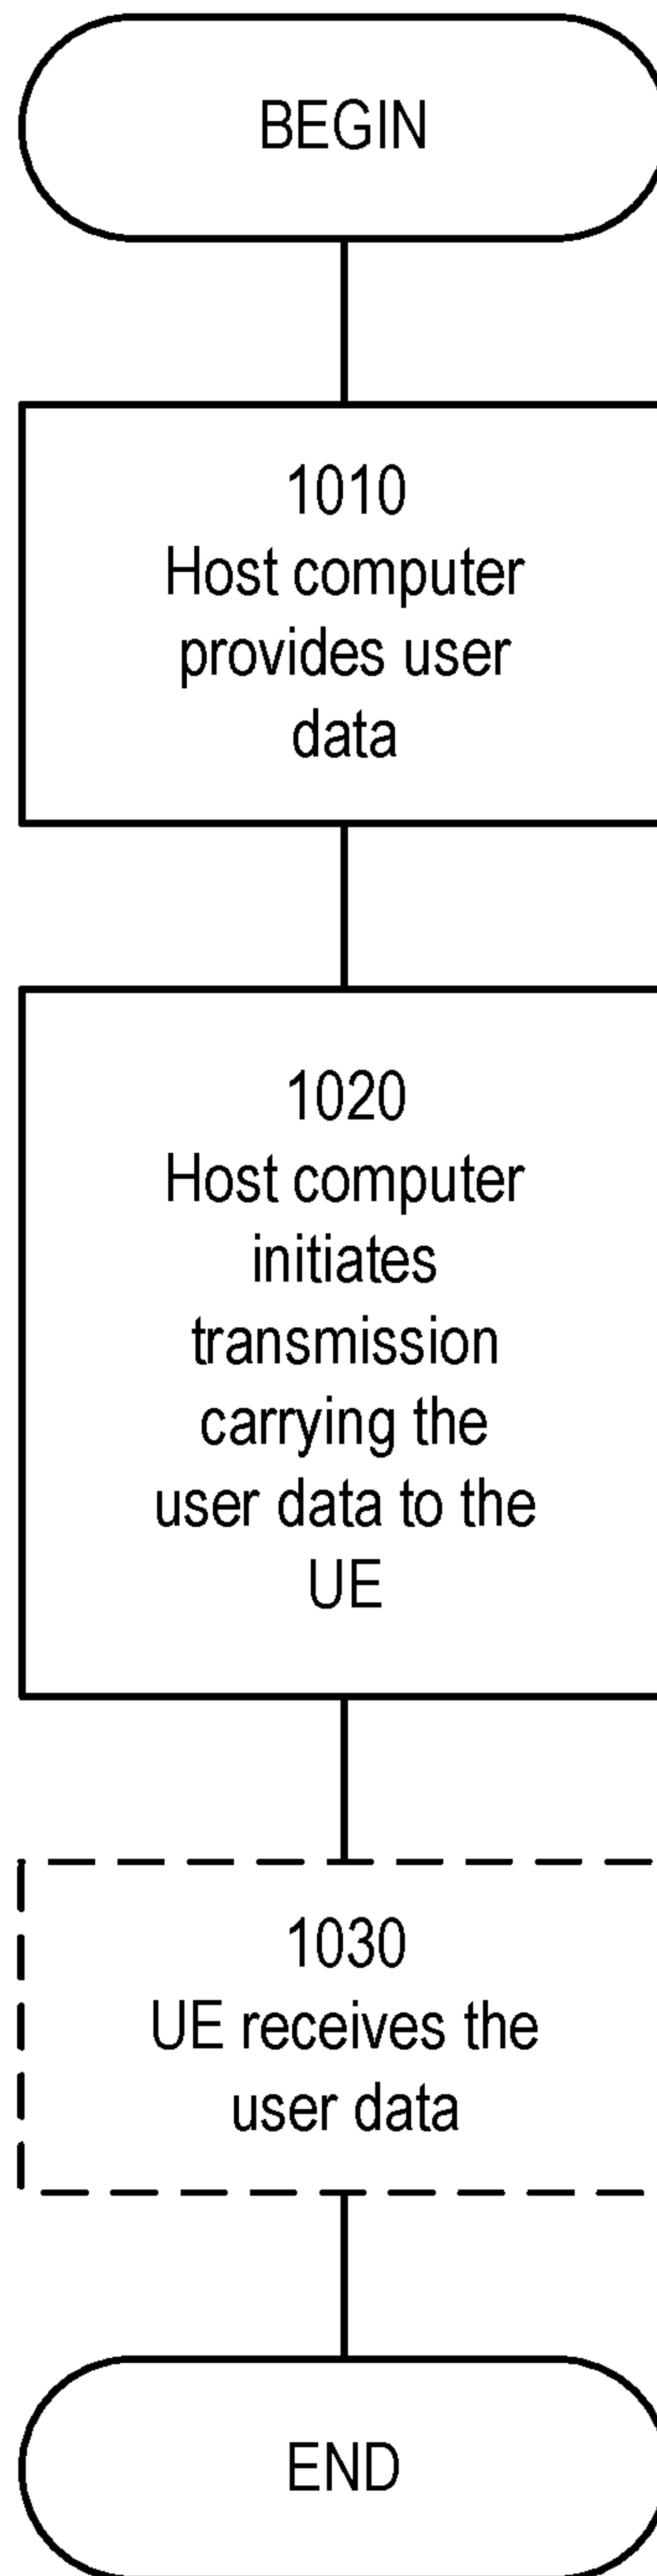 BEGIN
1010
Host computer
provides user
data
1020
Host computer
initiates
transmission
carrying the
user data to the
UE
1030
UE receives the
user data
END